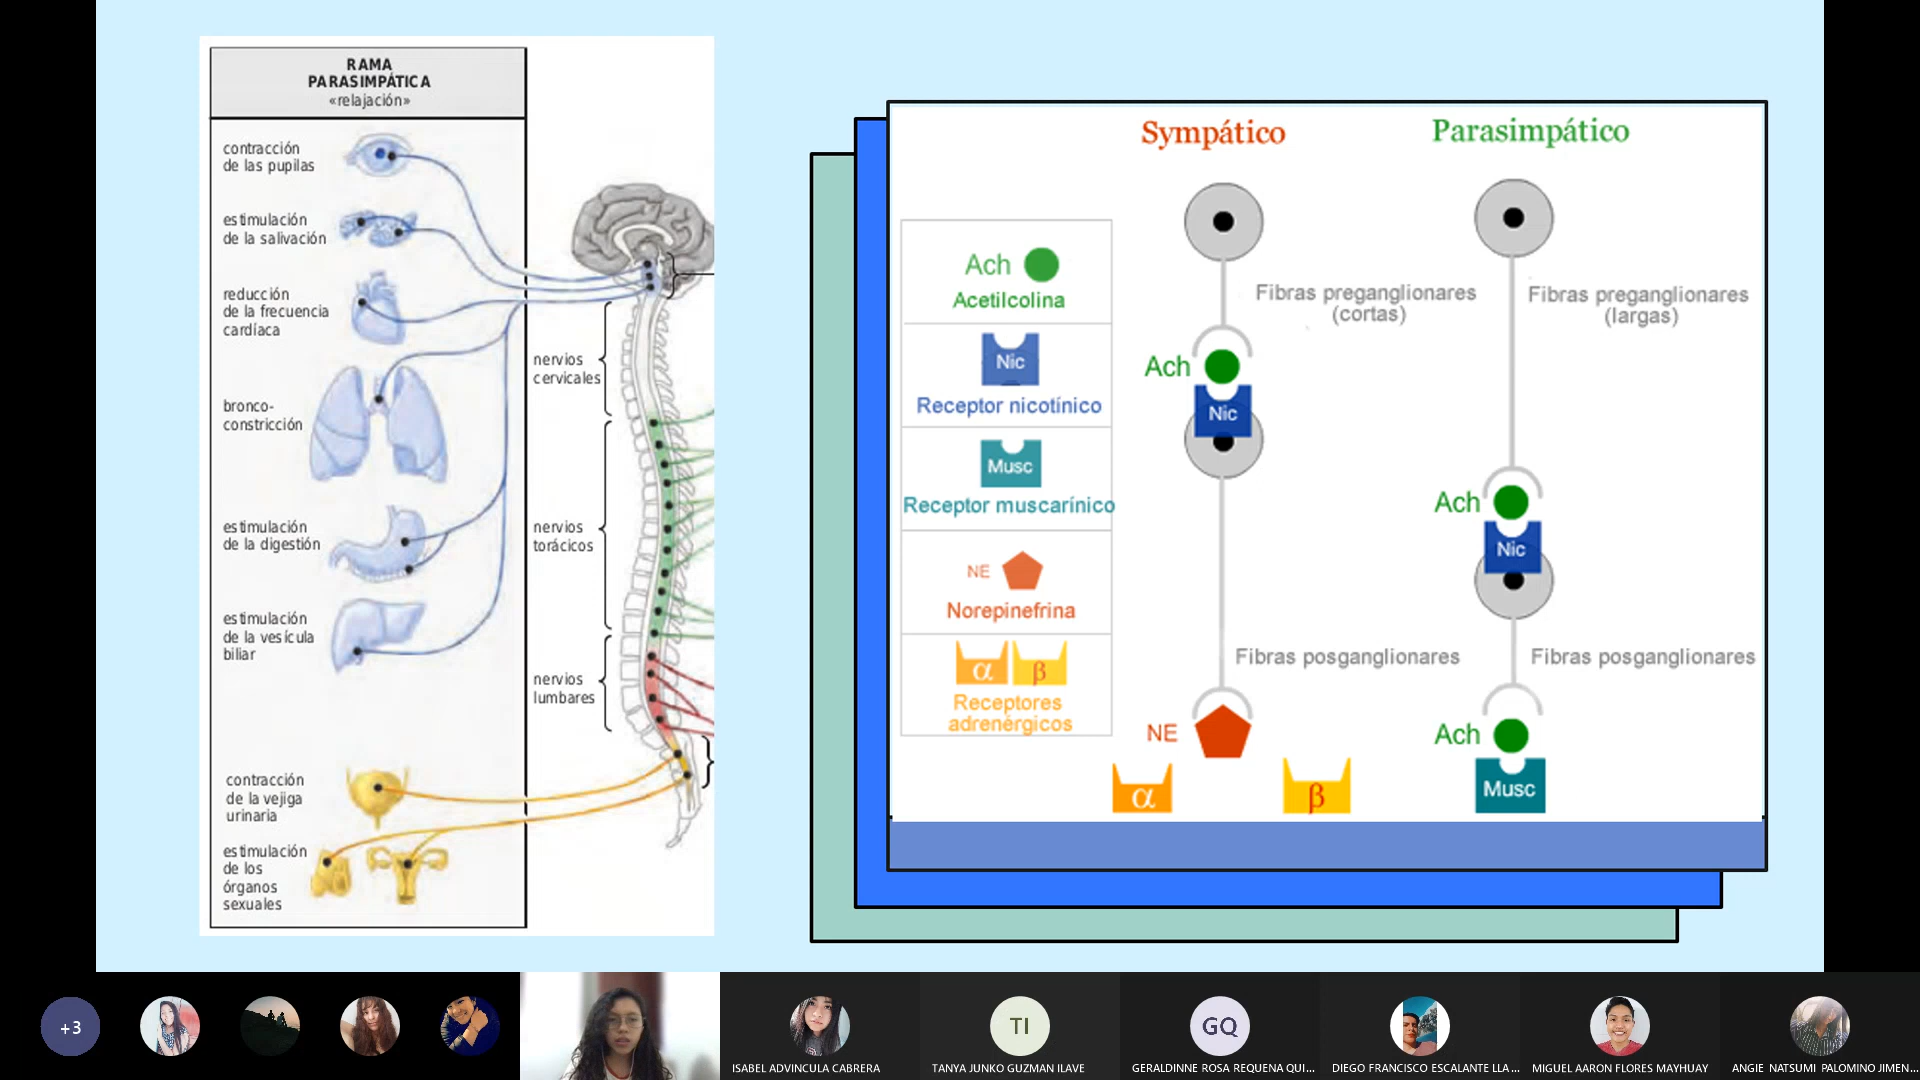 RAMA
PARASIMPÁTICA
«relajación»
contracción
de las pupilas
estimulación
de la salivación
reducción
de la frecuencia
cardíaca
bronco-
constricción
estimulación
de la digestión
estimulación
de la vesícula
biliar
contracción
de la vejiga
urinaria
estimulación
de los
órganos
sexuales
nervios
cervicales
nervios
torácicos
nervios
lumbares
Sympático
Parasimpático
Ach
Acetilcolina
Nic
Receptor nicotínico
Musc
Receptor muscarínico
NE
Norepinefrina
α β
Receptores
adrenérgicos
Fibras preganglionares
(cortas)
Ach
Nic
Fibras posganglionares
NE
α
β
Fibras preganglionares
(largas)
Ach
Nic
Fibras posganglionares
Ach
Musc
+3
TI
GQ
ISABEL ADVINCULA CABRERA
TANYA JUNKO GUZMAN ILAVE
GERALDINNE ROSA REQUENA QUI...
DIEGO FRANCISCO ESCALANTE LLA...
MIGUEL AARON FLORES MAYHUAY
ANGIE NATSUMI PALOMINO JIMEN...